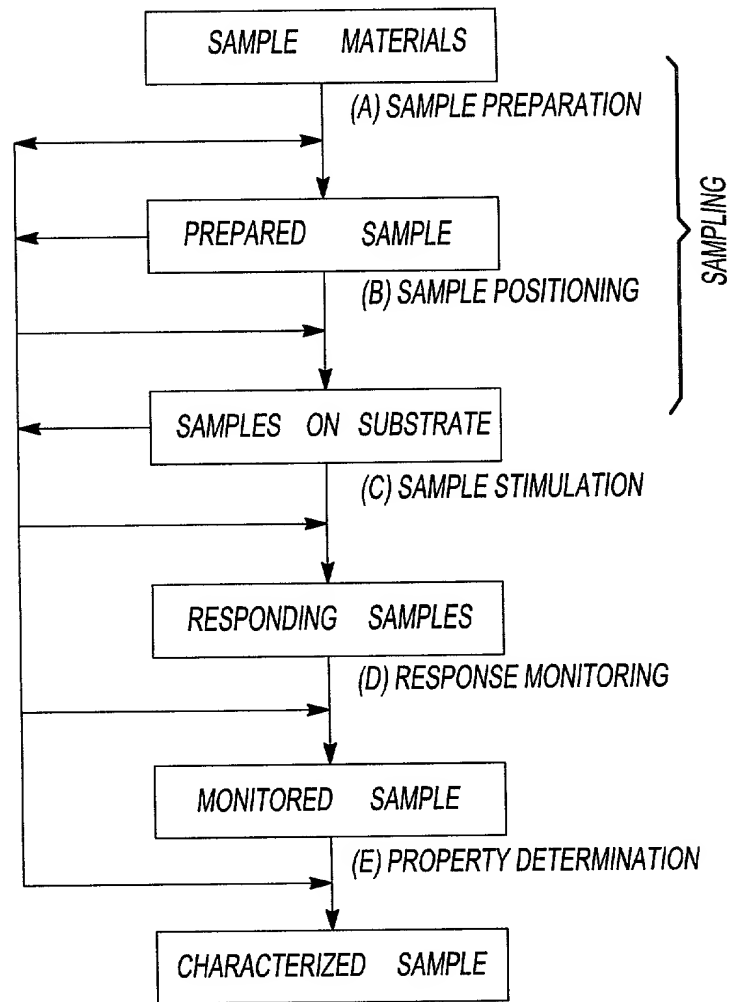 SAMPLE MATERIALS
(A) SAMPLE PREPARATION
PREPARED SAMPLE
(B) SAMPLE POSITIONING
SAMPLING
SAMPLES ON SUBSTRATE
(C) SAMPLE STIMULATION
RESPONDING SAMPLES
(D) RESPONSE MONITORING
MONITORED SAMPLE
(E) PROPERTY DETERMINATION
CHARACTERIZED SAMPLE